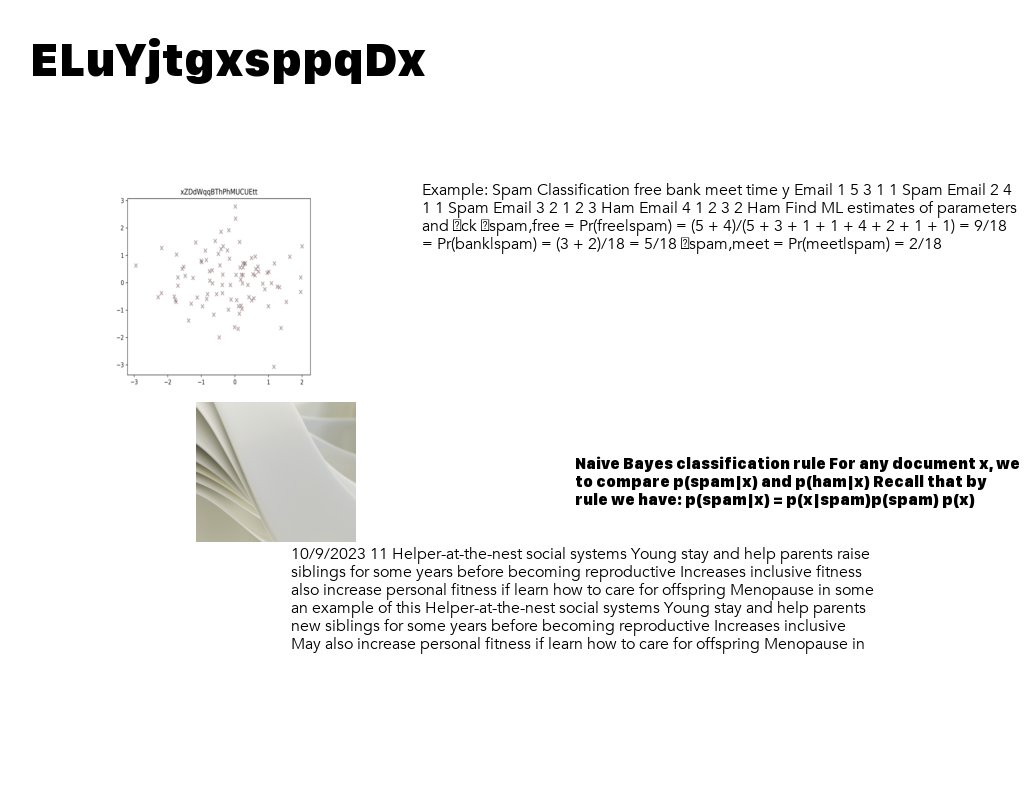 ELuYjtgxsppqDx
xZDdWqqBThPhMUCUEtt
3
2
1
0
−1
−2
−3
−3 −2 −1 0 1 2
Example: Spam Classification free bank meet time y Email 1 5 3 1 1 Spam Email 2 4
1 1 Spam Email 3 2 1 2 3 Ham Email 4 1 2 3 2 Ham Find ML estimates of parameters
and ck spam,free = Pr(free|spam) = (5 + 4)/(5 + 3 + 1 + 1 + 4 + 2 + 1 + 1) = 9/18
= Pr(bank|spam) = (3 + 2)/18 = 5/18 spam,meet = Pr(meet|spam) = 2/18
Naive Bayes classification rule For any document x, we
to compare p(spam|x) and p(ham|x) Recall that by
rule we have: p(spam|x) = p(x|spam)p(spam) p(x)
10/9/2023 11 Helper-at-the-nest social systems Young stay and help parents raise
siblings for some years before becoming reproductive Increases inclusive fitness
also increase personal fitness if learn how to care for offspring Menopause in some
an example of this Helper-at-the-nest social systems Young stay and help parents
new siblings for some years before becoming reproductive Increases inclusive
May also increase personal fitness if learn how to care for offspring Menopause in